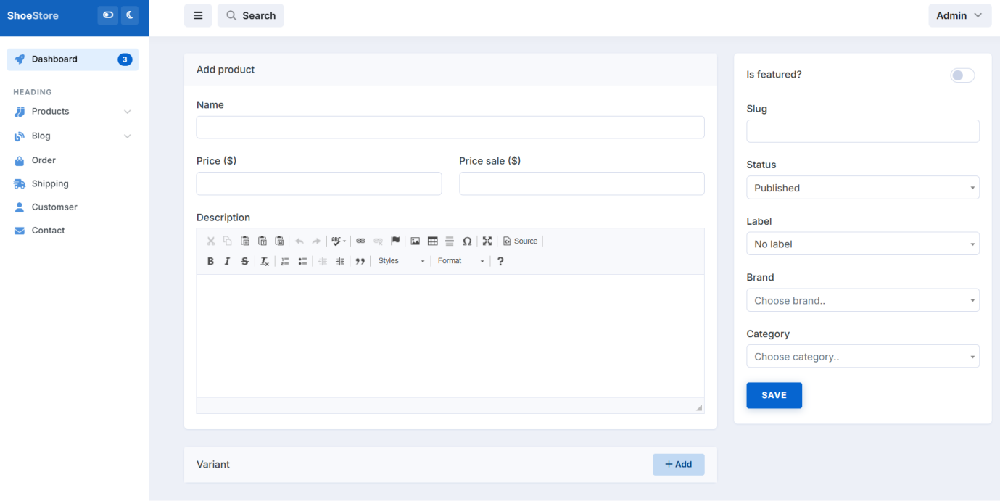 ShoeStore
Search
Admin
Dashboard 3
HEADING
Products
Blog
Order
Shipping
Customser
Contact
Add product
Name
Price ($) Price sale ($)
Description
ABC
Source
B I S Tx Styles Format ?
Variant
+ Add
Is featured?
Slug
Status
Published
Label
No label
Brand
Choose brand..
Category
Choose category..
SAVE